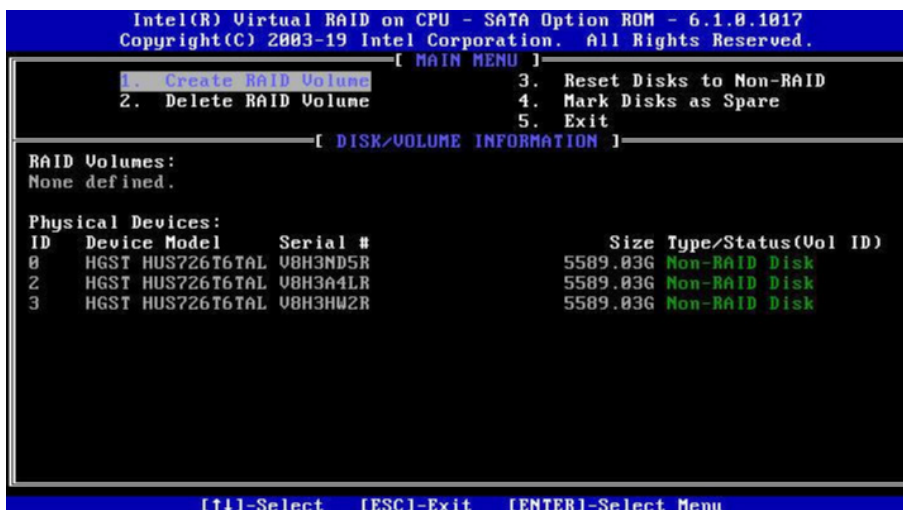 Intel(R) Virtual RAID on CPU - SATA Option ROM - 6.1.0.1017
Copyright(C) 2003-19 Intel Corporation.  All Rights Reserved.
[ MAIN MENU ]
1.  Create RAID Volume  3.  Reset Disks to Non-RAID
2.  Delete RAID Volume  4.  Mark Disks as Spare
5.  Exit
[ DISK/VOLUME INFORMATION ]
RAID Volumes:
None defined.
Physical Devices:
ID  Device Model  Serial #  Size Type/Status(Vol ID)
0  HGST HUS726T6TAL V8H3ND5R  5589.03G Non-RAID Disk
2  HGST HUS726T6TAL V8H3A4LR  5589.03G Non-RAID Disk
3  HGST HUS726T6TAL V8H3HW2R  5589.03G Non-RAID Disk
[↑↓]-Select  [ESC]-Exit  [ENTER]-Select Menu